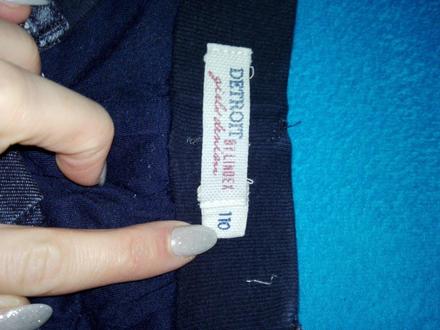 DETROIT
BY LINDEX
girls denim
110